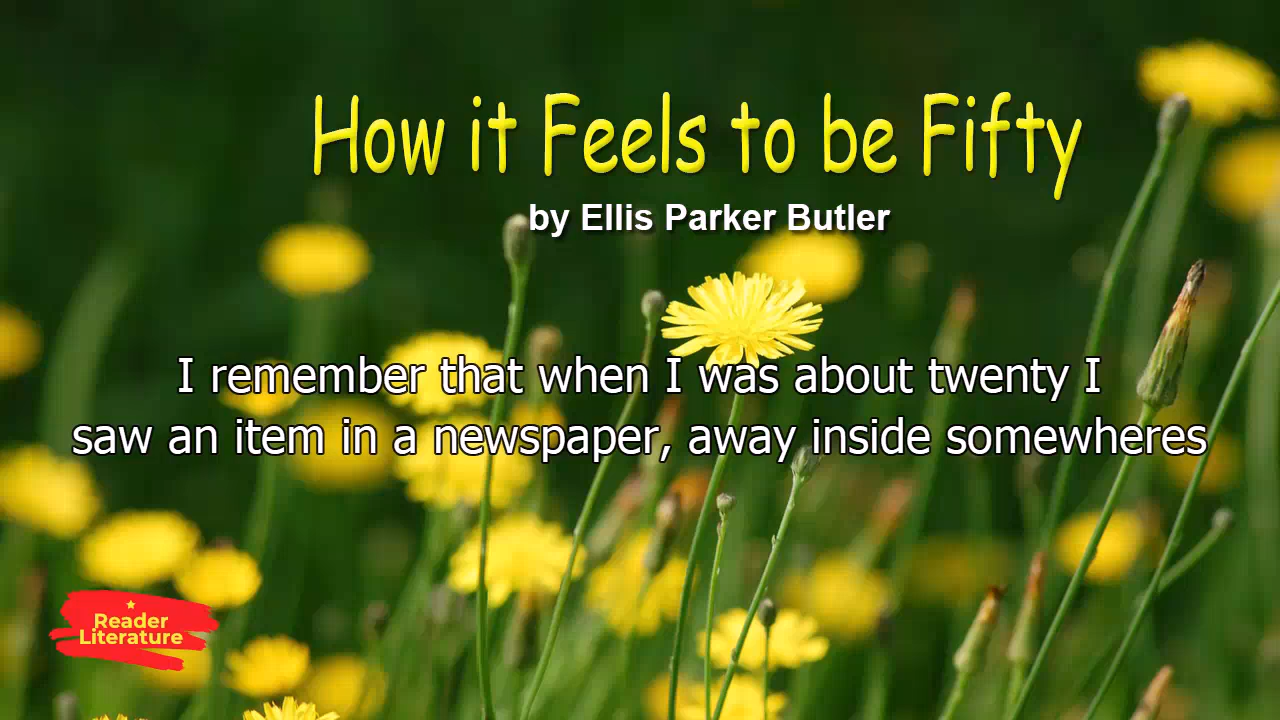 How it Feels to be Fifty
by Ellis Parker Butler
I remember that when I was about twenty I
saw an item in a newspaper, away inside somewheres
Reader
Literature